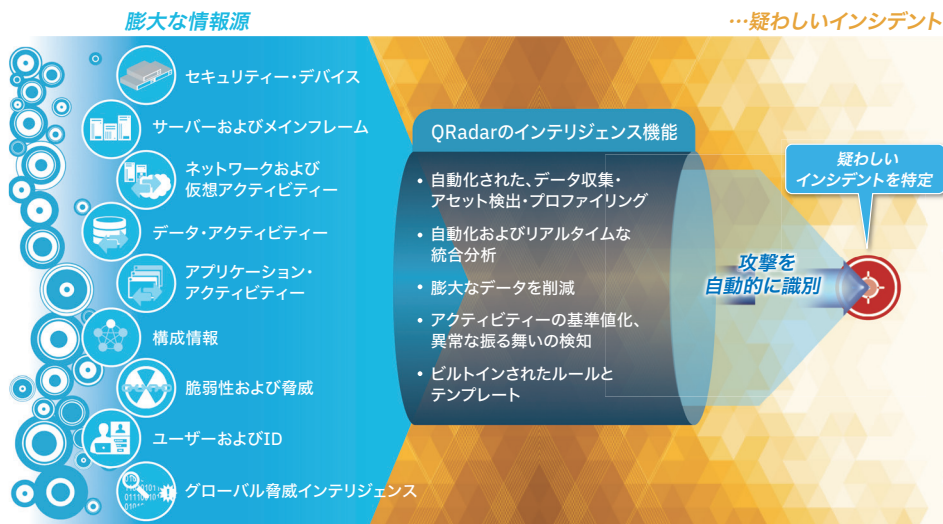 膨大な情報源
…疑わしいインシデント
セキュリティー・デバイス
サーバーおよびメインフレーム
ネットワークおよび
仮想アクティビティー
データ・アクティビティー
アプリケーション・
アクティビティー
構成情報
脆弱性および脅威
ユーザーおよびID
グローバル脅威インテリジェンス
QRadarのインテリジェンス機能
• 自動化された、データ収集・
アセット検出・プロファイリング
• 自動化およびリアルタイムな
統合分析
• 膨大なデータを削減
• アクティビティーの基準値化、
異常な振る舞いの検知
• ビルトインされたルールと
テンプレート
攻撃を
自動的に識別
疑わしい
インシデントを特定